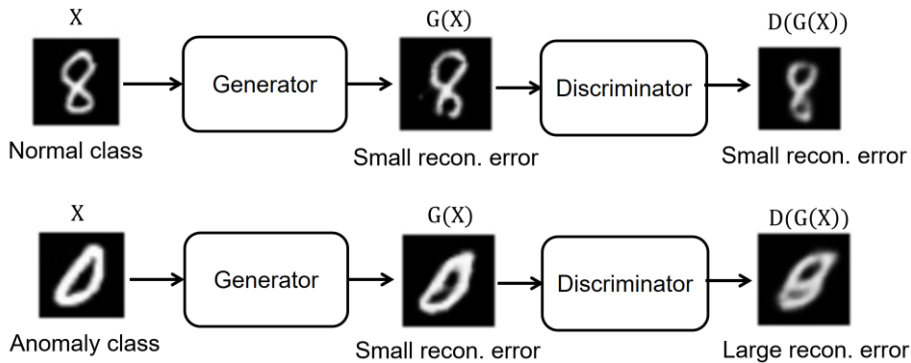 X
G(X)
D(G(X))
Generator
Discriminator
Normal class
Small recon. error
Small recon. error
X
G(X)
D(G(X))
Generator
Discriminator
Anomaly class
Small recon. error
Large recon. error